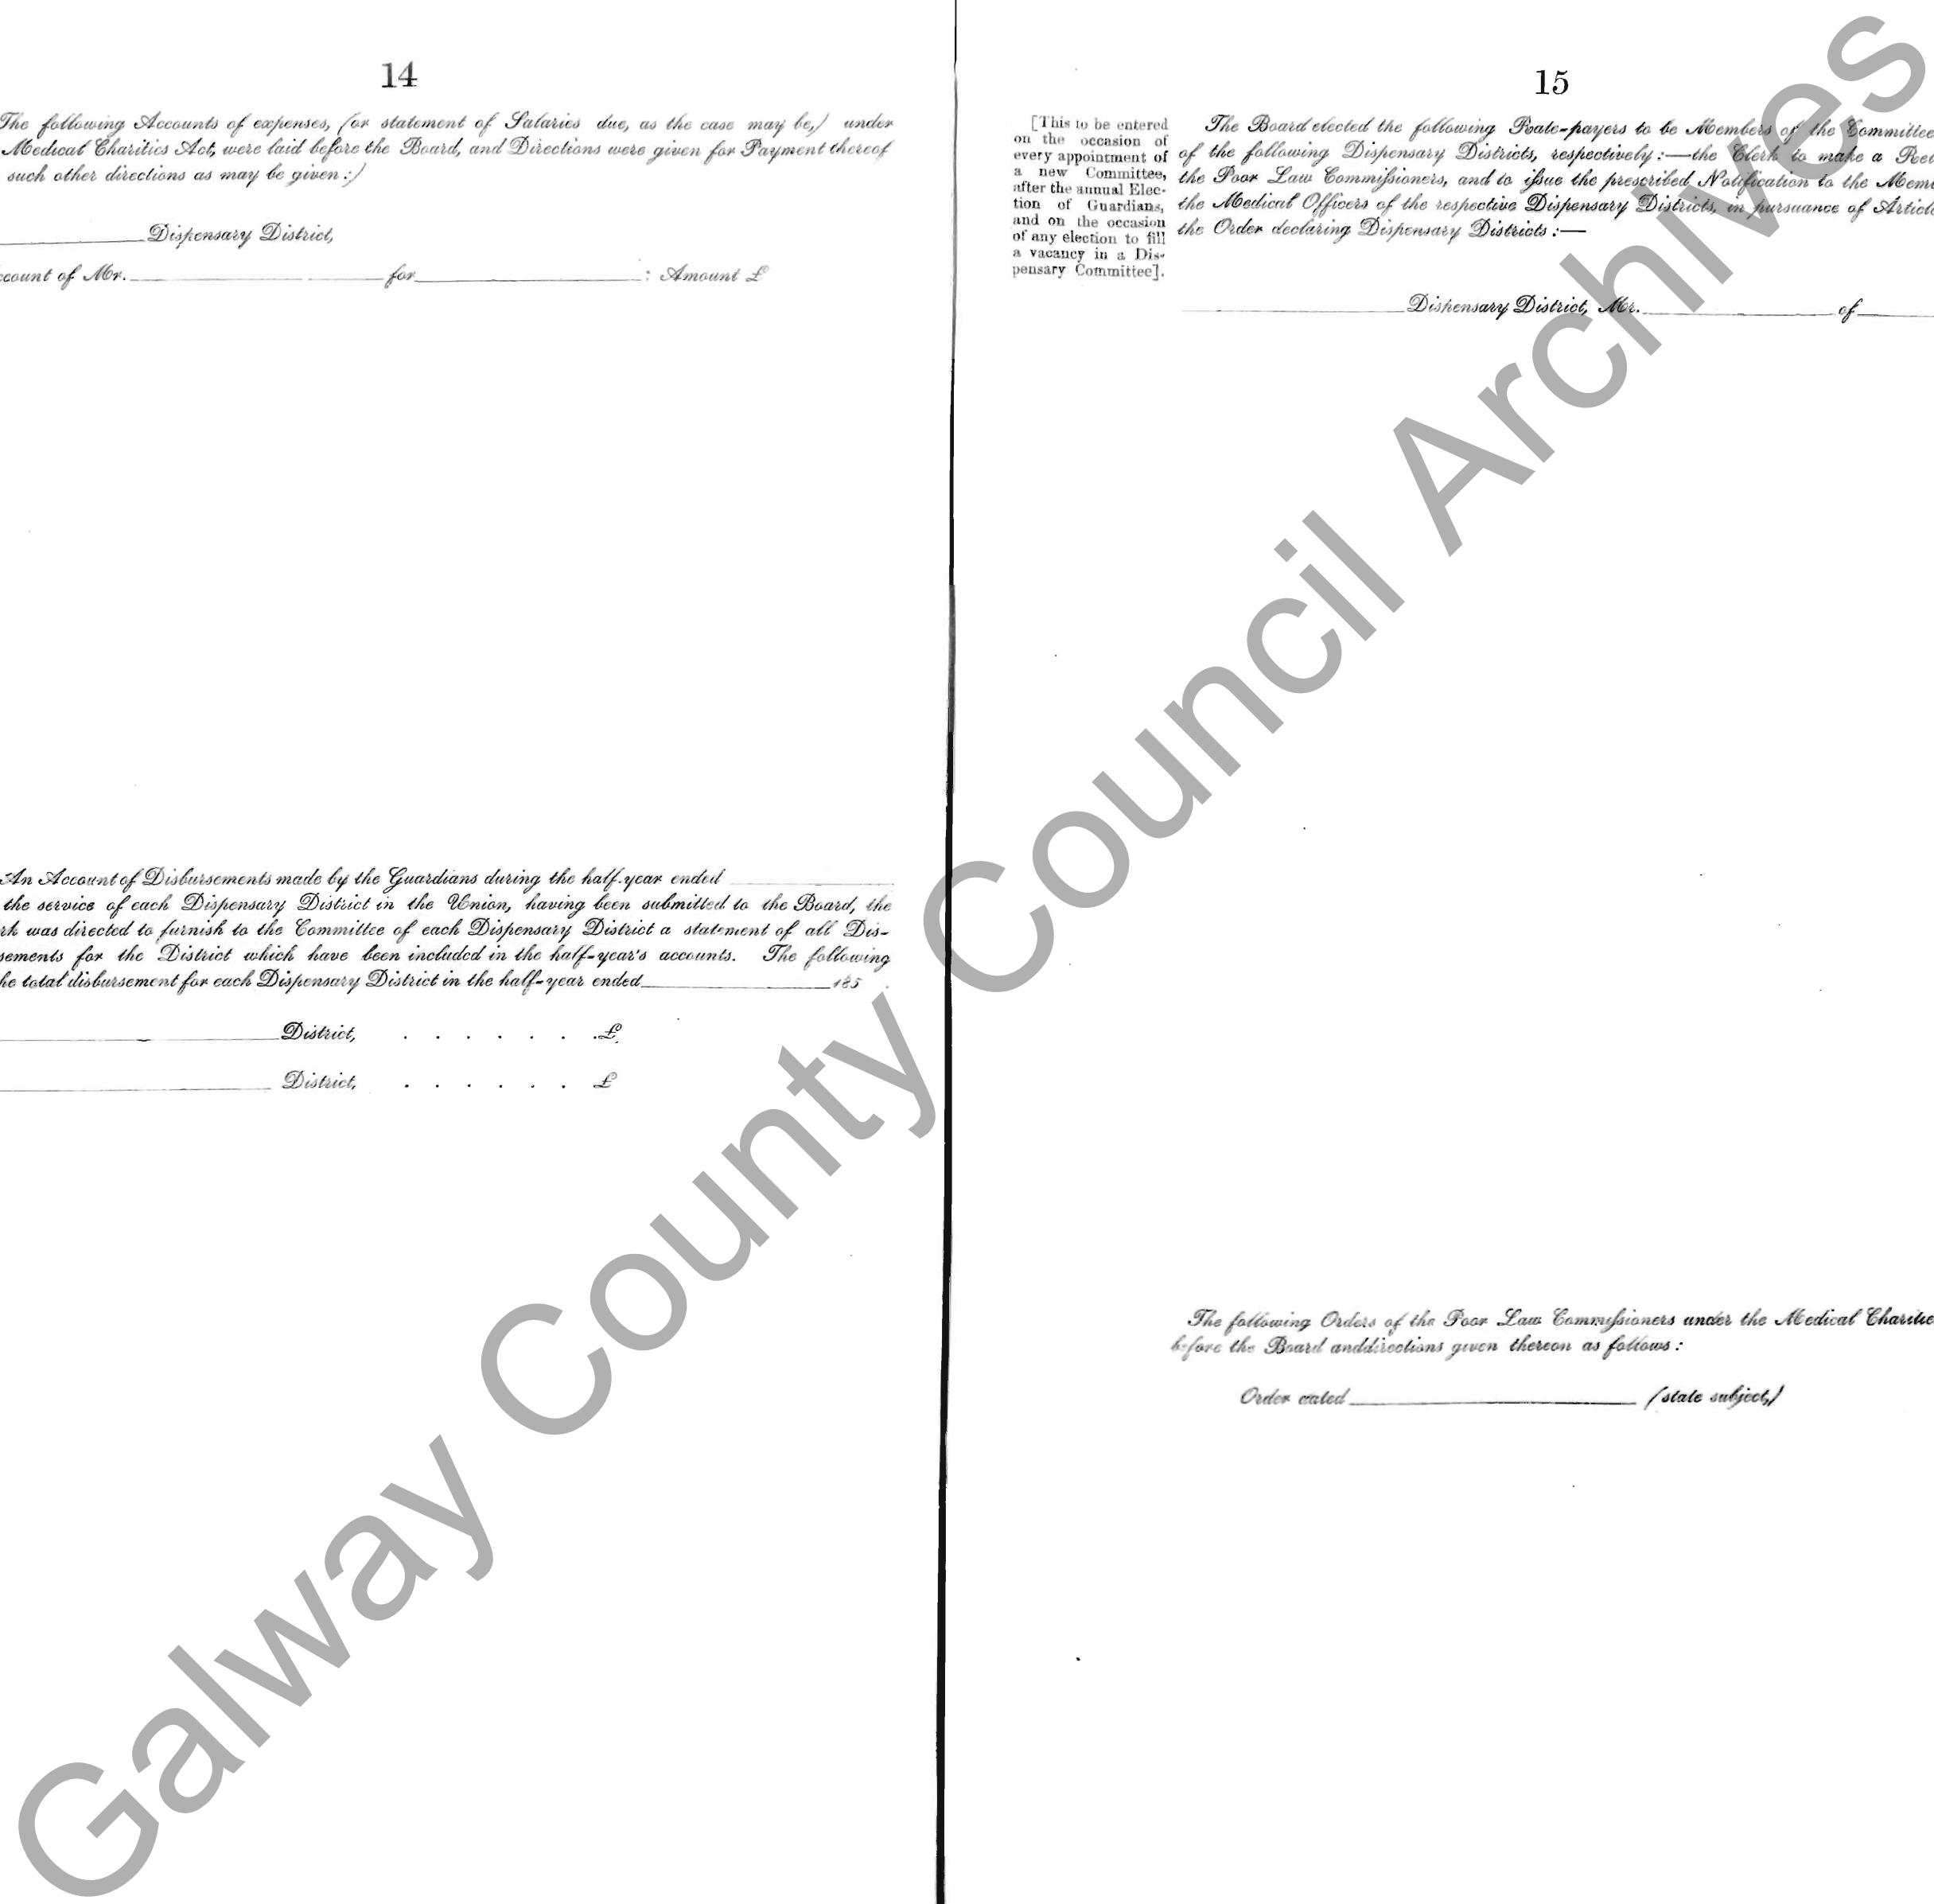 14
The following Accounts of expenses, (or statement of Salaries due, as the case may be,) under
Medical Charities Act, were laid before the Board, and Directions were given for Payment thereof
such other directions as may be given:)
Dispensary District,
ccount of Mr. for : Amount £
An Account of Disbursements made by the Guardians during the half-year ended
the service of each Dispensary District in the Union, having been submitted to the Board, the
rk was directed to furnish to the Committee of each Dispensary District a statement of all Dis-
sements for the District which have been included in the half-year's accounts. The following
he total disbursement for each Dispensary District in the half-year ended 185
District, . . . . . . £
District, . . . . . . £
15
[This to be entered
on the occasion of
every appointment of
a new Committee,
after the annual Elec-
tion of Guardians,
and on the occasion
of any election to fill
a vacancy in a Dis-
pensary Committee].
The Board elected the following Rate-payers to be Members of the Committee
of the following Dispensary Districts, respectively:—the Clerk to make a Ret
the Poor Law Commissioners, and to issue the prescribed Notification to the Mem
the Medical Officers of the respective Dispensary Districts, in pursuance of Articl
the Order declaring Dispensary Districts:—
Dispensary District, Mr. of
The following Orders of the Poor Law Commissioners under the Medical Charitie
before the Board and directions given thereon as follows:
Order dated (state subject,)
Galway County Council Archives